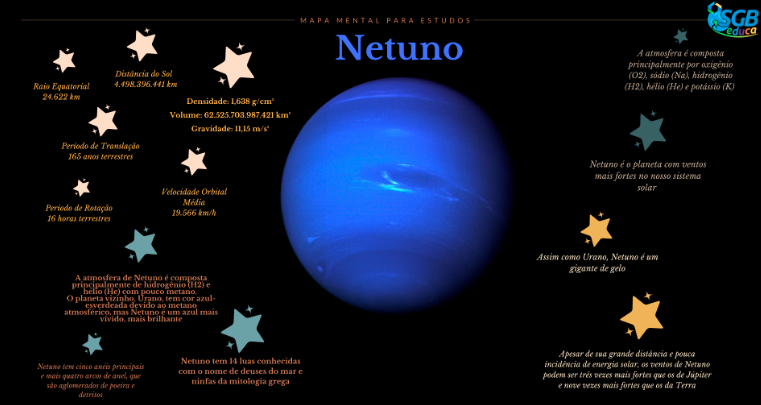 MAPA MENTAL PARA ESTUDOS
SGB
educa
Netuno
Raio Equatorial
24.622 km
Distância do Sol
4.498.396.441 km
Densidade: 1,638 g/cm³
Volume: 62.525.703.987.421 km³
Gravidade: 11,15 m/s²
Período de Translação
165 anos terrestres
Período de Rotação
16 horas terrestres
Velocidade Orbital
Média
19.566 km/h
A atmosfera de Netuno é composta
principalmente de hidrogênio (H2) e
hélio (He) com pouco metano.
O planeta vizinho, Urano, tem cor azul-
esverdeada devido ao metano
atmosférico, mas Netuno é um azul mais
vívido, mais brilhante
Netuno tem cinco anéis principais
e mais quatro arcos de anel, que
são aglomerados de poeira e
detritos
Netuno tem 14 luas conhecidas
com o nome de deuses do mar e
ninfas da mitologia grega
A atmosfera é composta
principalmente por oxigênio
(O2), sódio (Na), hidrogênio
(H2), hélio (He) e potássio (K)
Netuno é o planeta com ventos
mais fortes no nosso sistema
solar
Assim como Urano, Netuno é um
gigante de gelo
Apesar de sua grande distância e pouca
incidência de energia solar, os ventos de Netuno
podem ser três vezes mais fortes que os de Júpiter
e nove vezes mais fortes que os da Terra